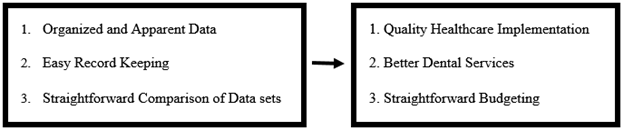 1. Organized and Apparent Data
2. Easy Record Keeping
3. Straightforward Comparison of Data sets
1. Quality Healthcare Implementation
2. Better Dental Services
3. Straightforward Budgeting